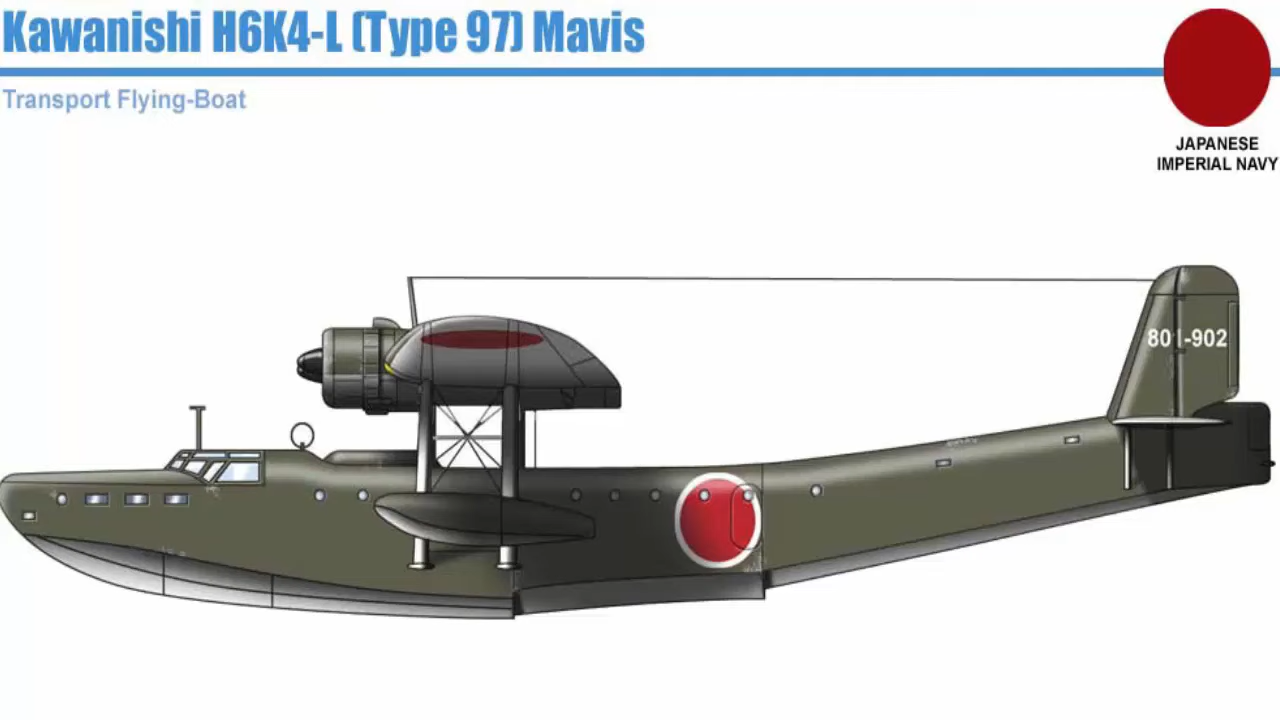 Kawanishi H6K4-L (Type 97) Mavis
Transport Flying-Boat
JAPANESE
IMPERIAL NAVY
801-902